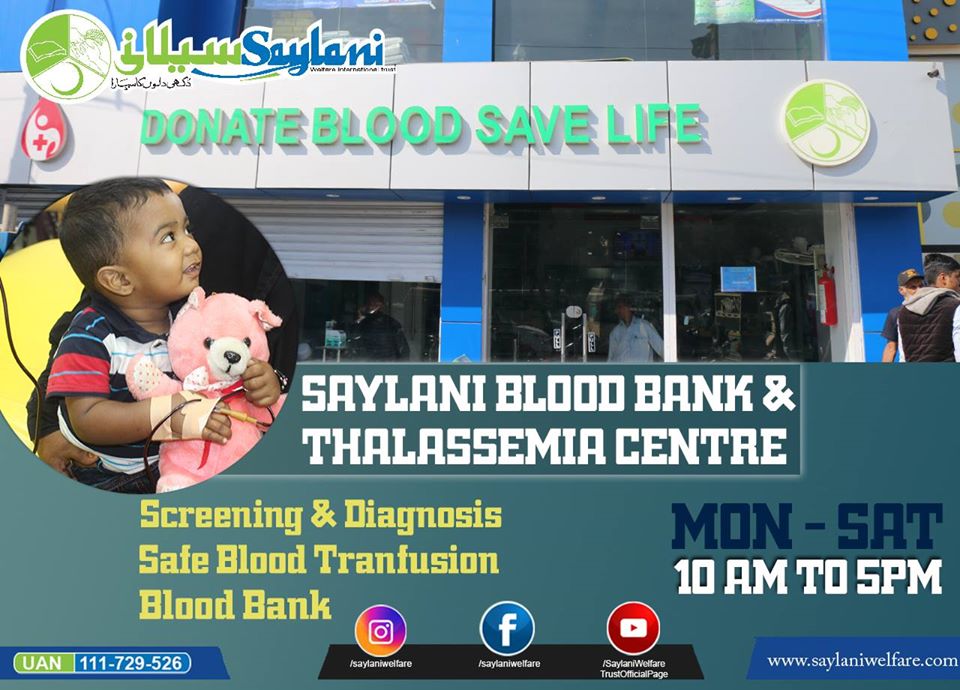 سیلانی Saylani
Welfare International Trust
دکھی دلوں کا سہارا
DONATE BLOOD SAVE LIFE
SAYLANI BLOOD BANK &
THALASSEMIA CENTRE
Screening & Diagnosis
Safe Blood Tranfusion
Blood Bank
MON - SAT
10 AM TO 5PM
UAN 111-729-526
/saylaniwelfare
/saylaniwelfare
/SaylaniWelfare
TrustOfficialPage
www.saylaniwelfare.com